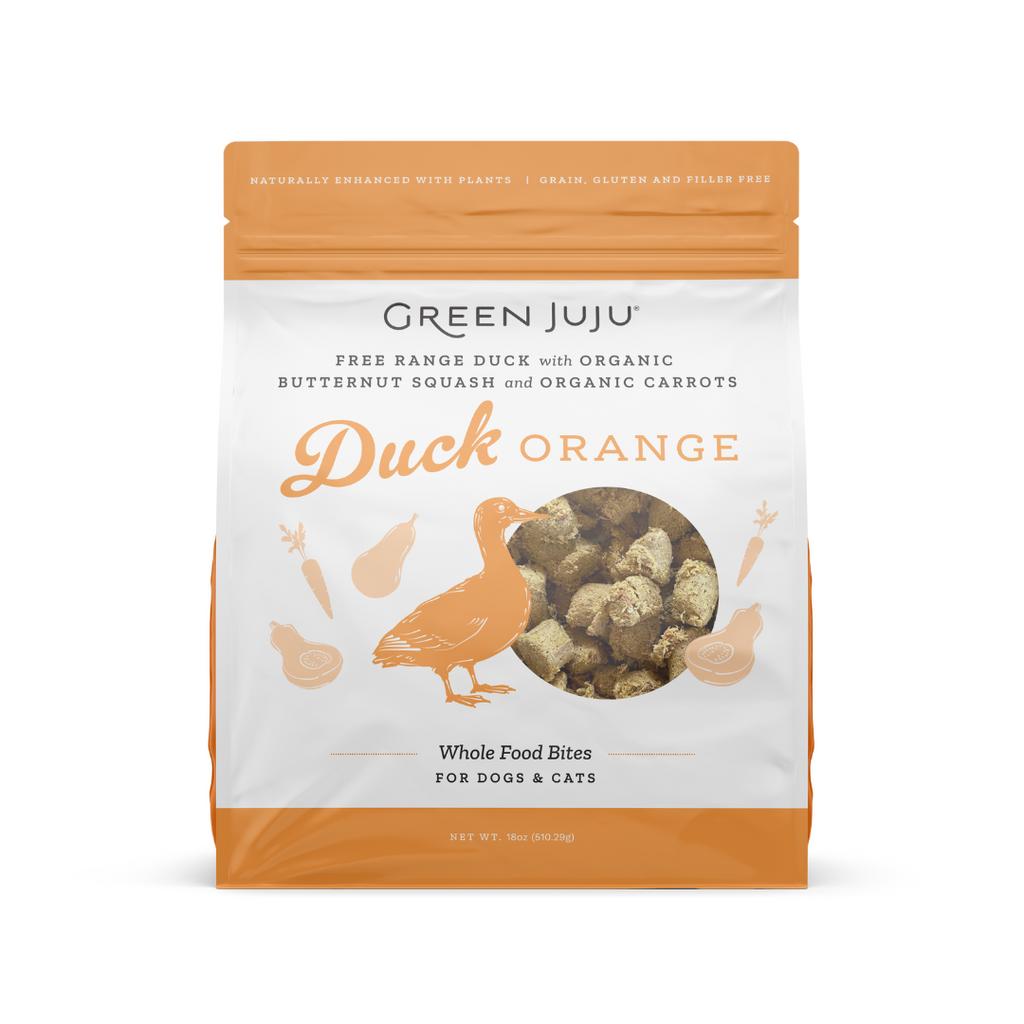 NATURALLY ENHANCED WITH PLANTS | GRAIN, GLUTEN AND FILLER FREE
GREEN JUJU®
FREE RANGE DUCK with ORGANIC
BUTTERNUT SQUASH and ORGANIC CARROTS
Duck ORANGE
Whole Food Bites
FOR DOGS & CATS
NET WT. 18oz (510.29g)